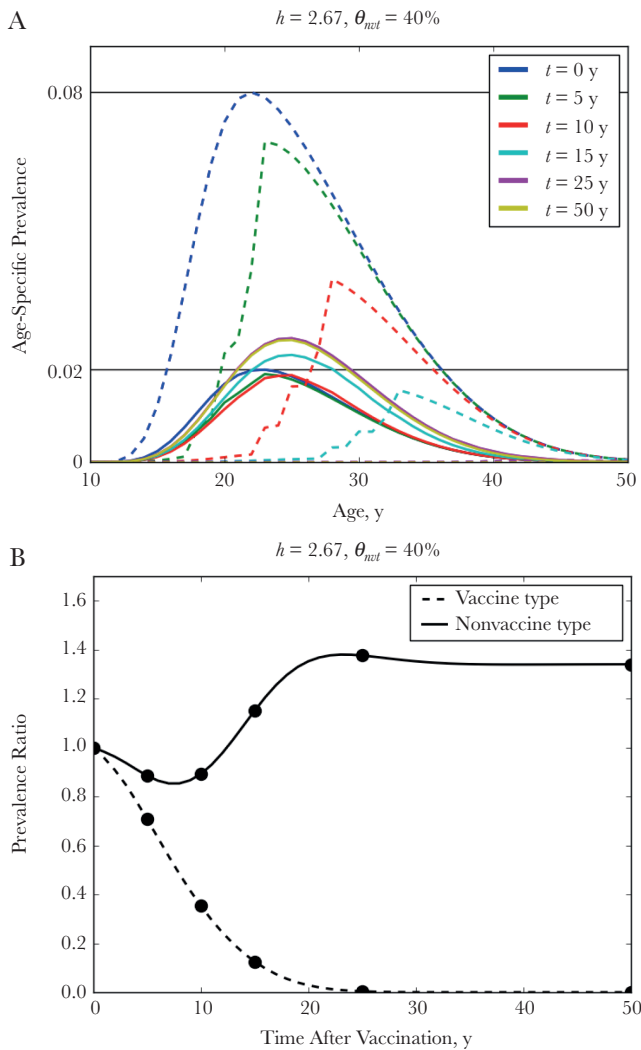 A
h = 2.67, θnvt = 40%
0.08
0.02
0
Age-Specific Prevalence
t = 0 y
t = 5 y
t = 10 y
t = 15 y
t = 25 y
t = 50 y
10 20 30 40 50
Age, y
B
h = 2.67, θnvt = 40%
1.6
1.4
1.2
1.0
0.8
0.6
0.4
0.2
0.0
Prevalence Ratio
Vaccine type
Nonvaccine type
0 10 20 30 40 50
Time After Vaccination, y